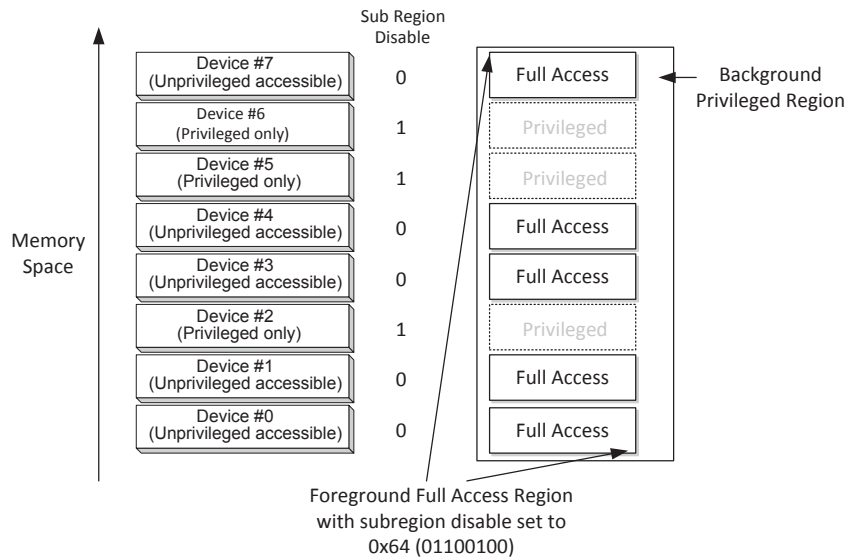 Sub Region
Disable
Device #7
(Unprivileged accessible)
0
Full Access
Background
Privileged Region
Device #6
(Privileged only)
1
Privileged
Device #5
(Privileged only)
1
Privileged
Device #4
(Unprivileged accessible)
0
Full Access
Memory
Space
Device #3
(Unprivileged accessible)
0
Full Access
Device #2
(Privileged only)
1
Privileged
Device #1
(Unprivileged accessible)
0
Full Access
Device #0
(Unprivileged accessible)
0
Full Access
Foreground Full Access Region
with subregion disable set to
0x64 (01100100)